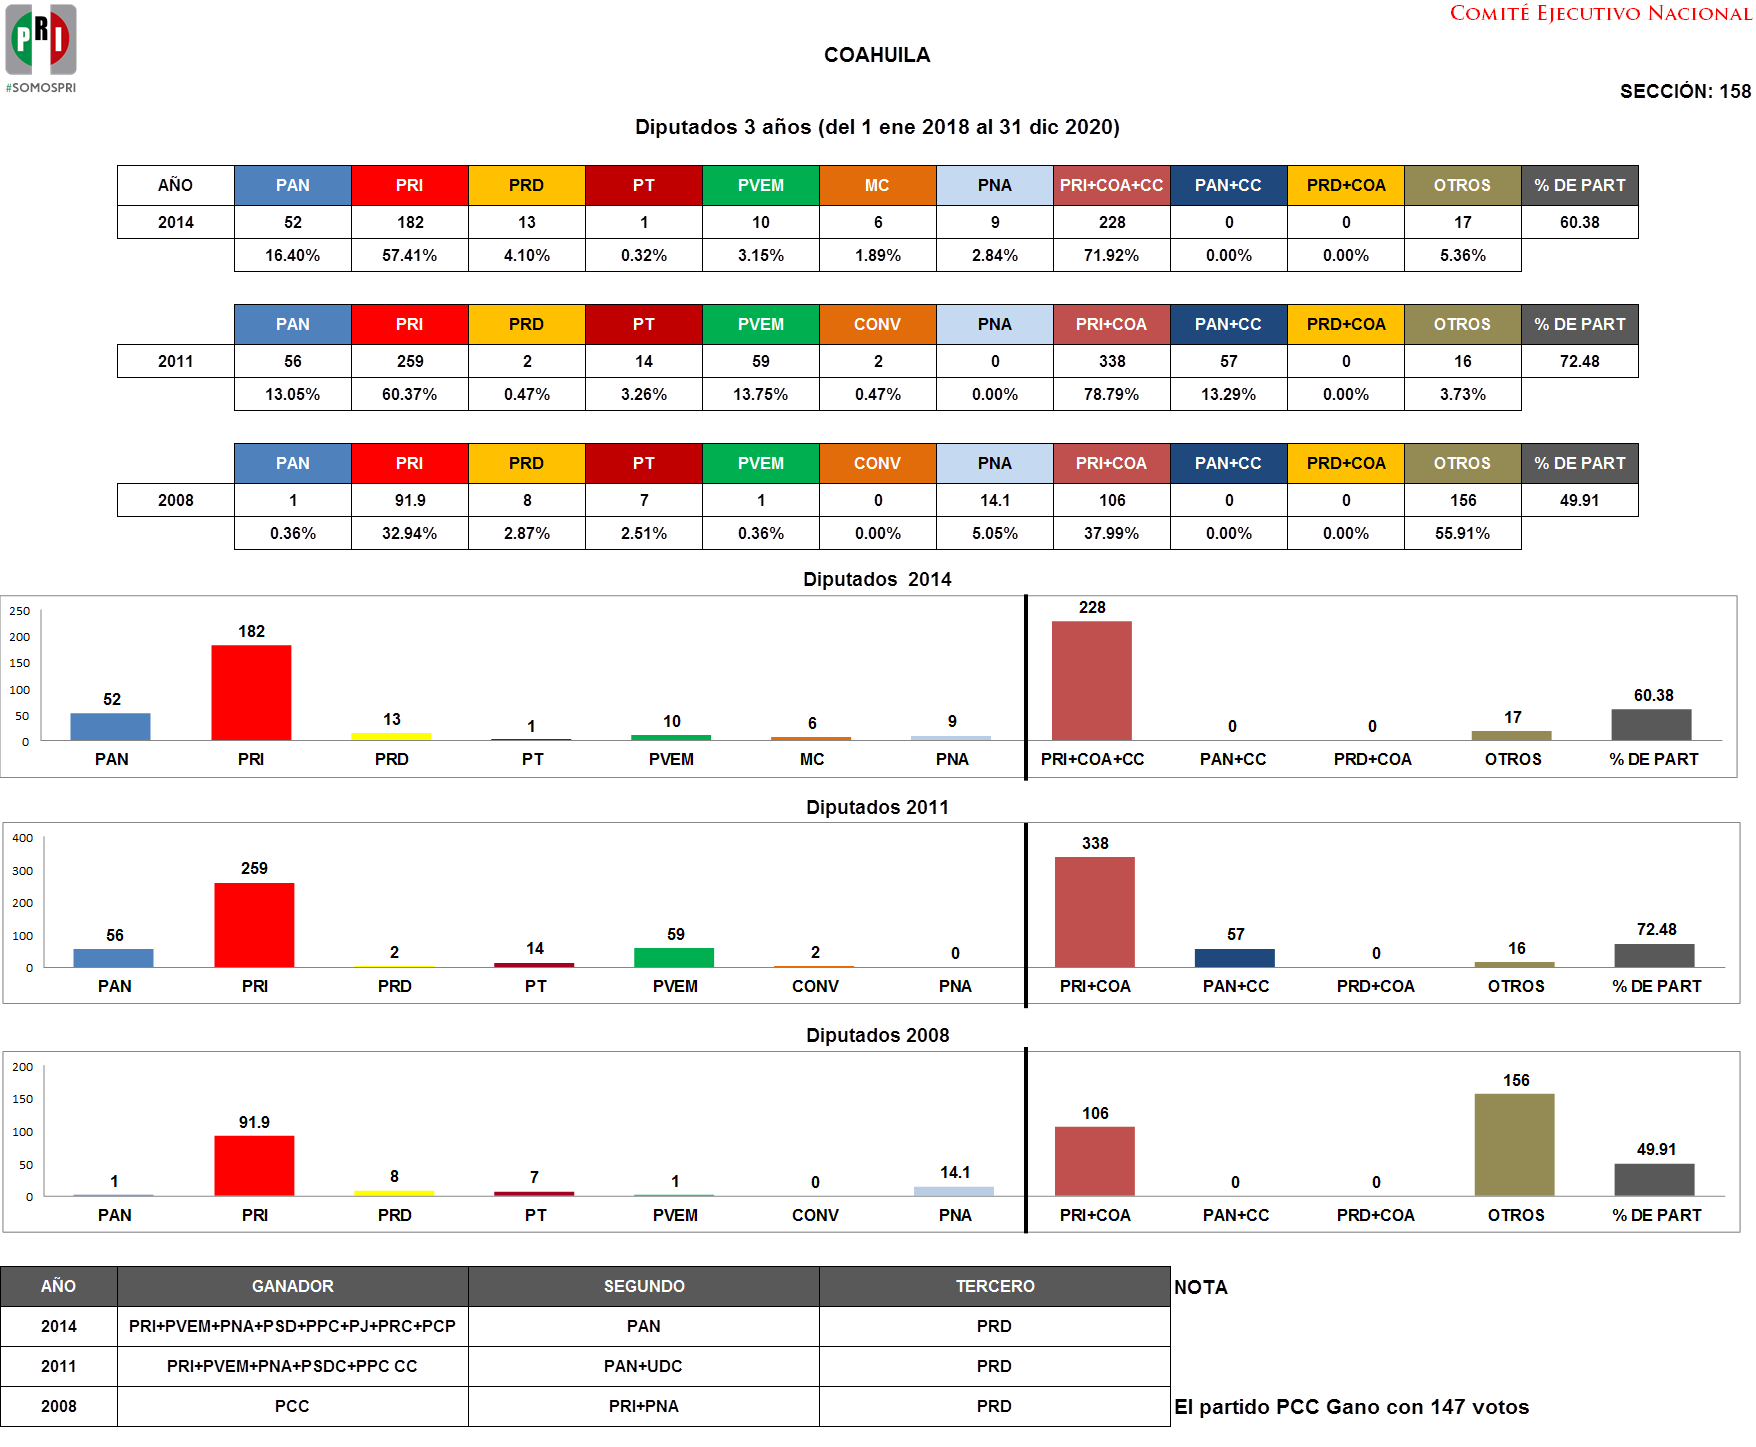 PRI
#SOMOSPRI
COMITÉ EJECUTIVO NACIONAL
COAHUILA
SECCIÓN: 158
Diputados 3 años (del 1 ene 2018 al 31 dic 2020)
AÑO PAN PRI PRD PT PVEM MC PNA PRI+COA+CC PAN+CC PRD+COA OTROS % DE PART
2014 52 182 13 1 10 6 9 228 0 0 17 60.38
16.40% 57.41% 4.10% 0.32% 3.15% 1.89% 2.84% 71.92% 0.00% 0.00% 5.36%
PAN PRI PRD PT PVEM CONV PNA PRI+COA PAN+CC PRD+COA OTROS % DE PART
2011 56 259 2 14 59 2 0 338 57 0 16 72.48
13.05% 60.37% 0.47% 3.26% 13.75% 0.47% 0.00% 78.79% 13.29% 0.00% 3.73%
PAN PRI PRD PT PVEM CONV PNA PRI+COA PAN+CC PRD+COA OTROS % DE PART
2008 1 91.9 8 7 1 0 14.1 106 0 0 156 49.91
0.36% 32.94% 2.87% 2.51% 0.36% 0.00% 5.05% 37.99% 0.00% 0.00% 55.91%
Diputados 2014
250
200
150
100
50
0
52 182 13 1 10 6 9 228 0 0 17 60.38
PAN PRI PRD PT PVEM MC PNA PRI+COA+CC PAN+CC PRD+COA OTROS % DE PART
Diputados 2011
400
300
200
100
0
56 259 2 14 59 2 0 338 57 0 16 72.48
PAN PRI PRD PT PVEM CONV PNA PRI+COA PAN+CC PRD+COA OTROS % DE PART
Diputados 2008
200
150
100
50
0
1 91.9 8 7 1 0 14.1 106 0 0 156 49.91
PAN PRI PRD PT PVEM CONV PNA PRI+COA PAN+CC PRD+COA OTROS % DE PART
AÑO GANADOR SEGUNDO TERCERO NOTA
2014 PRI+PVEM+PNA+PSD+PPC+PJ+PRC+PCP PAN PRD
2011 PRI+PVEM+PNA+PSDC+PPC CC PAN+UDC PRD
2008 PCC PRI+PNA PRD El partido PCC Gano con 147 votos